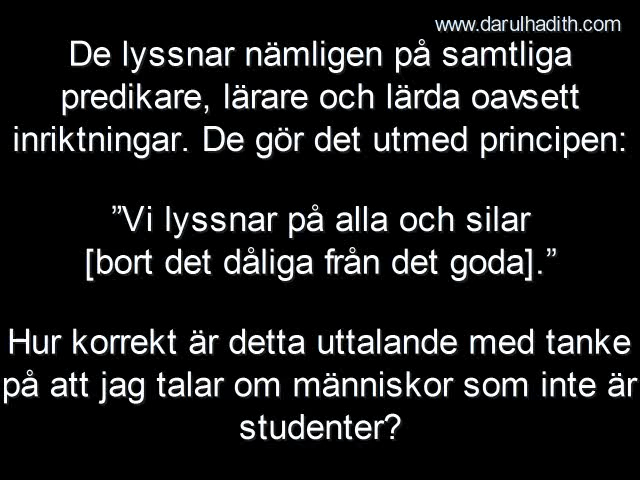 www.darulhadith.com
De lyssnar nämligen på samtliga
predikare, lärare och lärda oavsett
inriktningar. De gör det utmed principen:
”Vi lyssnar på alla och silar
[bort det dåliga från det goda].”
Hur korrekt är detta uttalande med tanke
på att jag talar om människor som inte är
studenter?